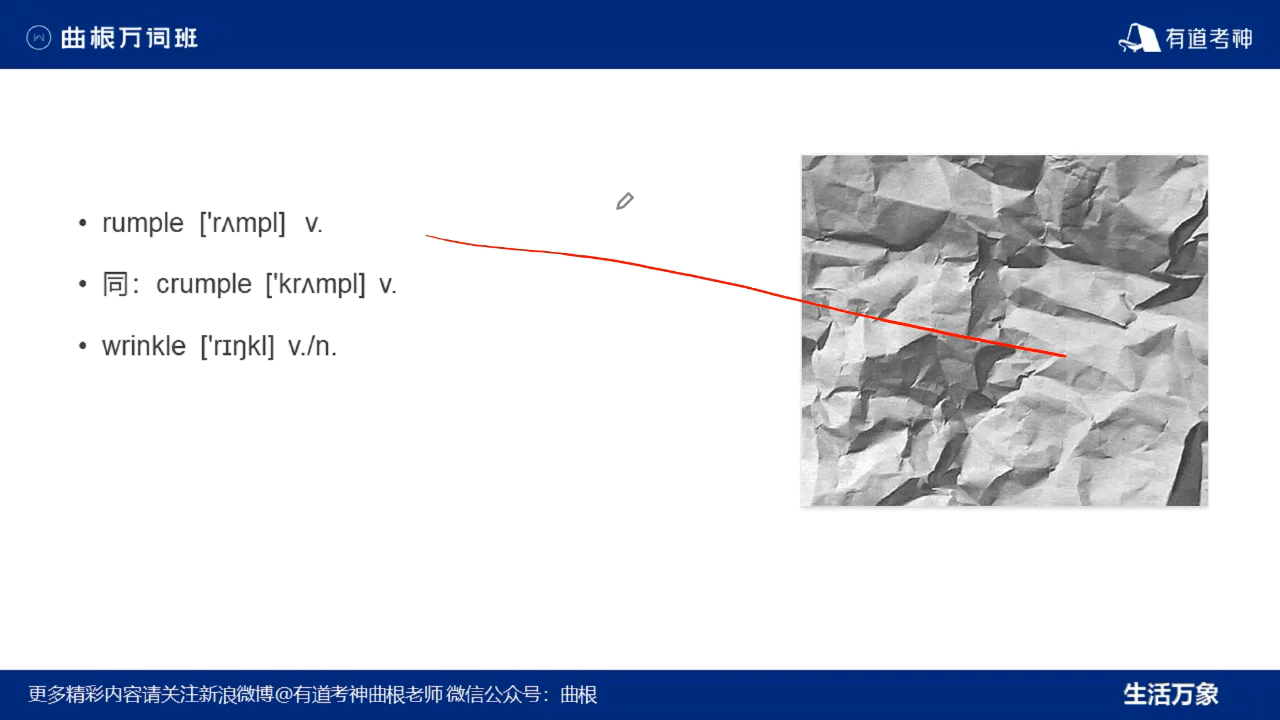 曲根万词班
有道考神
• rumple ['rʌmpl] v.
• 同：crumple ['krʌmpl] v.
• wrinkle ['rɪŋkl] v./n.
更多精彩内容请关注新浪微博@有道考神曲根老师 微信公众号：曲根
生活万象